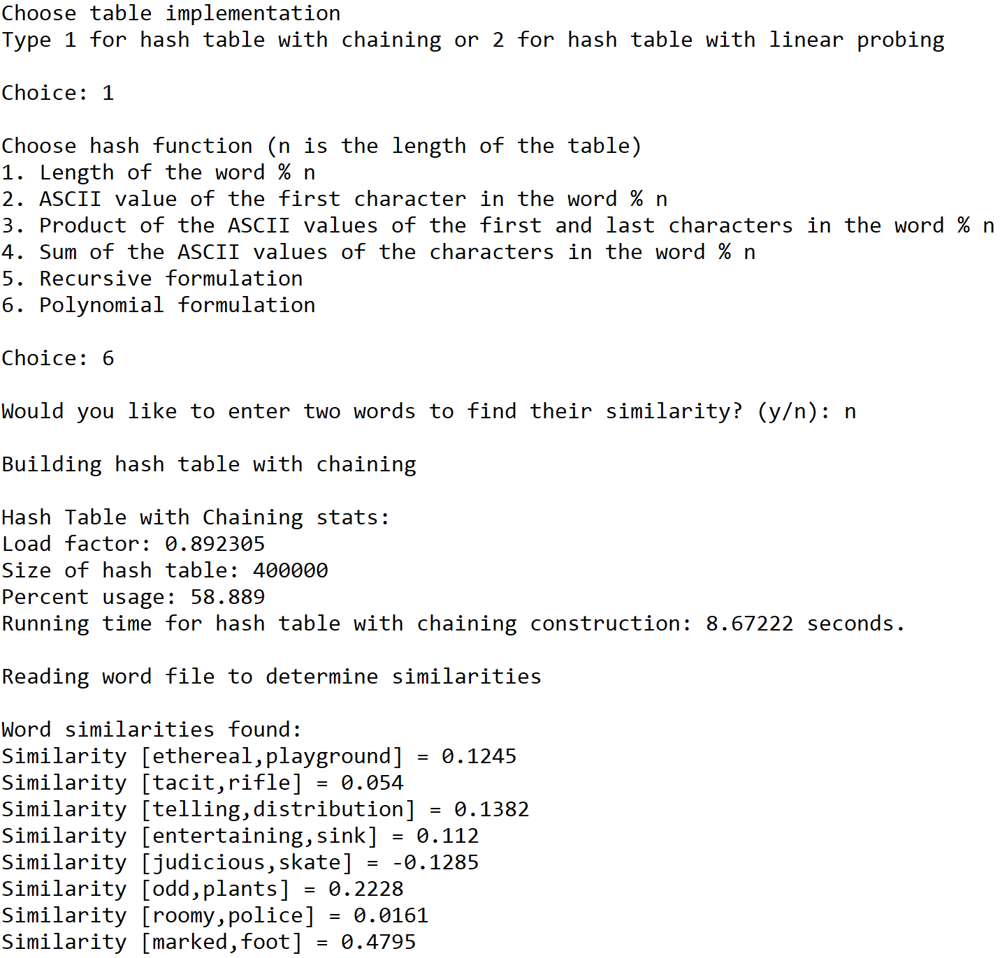 Choose table implementation
Type 1 for hash table with chaining or 2 for hash table with linear probing
Choice: 1
Choose hash function (n is the length of the table)
1. Length of the word % n
2. ASCII value of the first character in the word % n
3. Product of the ASCII values of the first and last characters in the word % n
4. Sum of the ASCII values of the characters in the word % n
5. Recursive formulation
6. Polynomial formulation
Choice: 6
Would you like to enter two words to find their similarity? (y/n): n
Building hash table with chaining
Hash Table with Chaining stats:
Load factor: 0.892305
Size of hash table: 400000
Percent usage: 58.889
Running time for hash table with chaining construction: 8.67222 seconds.
Reading word file to determine similarities
Word similarities found:
Similarity [ethereal,playground] = 0.1245
Similarity [tacit,rifle] = 0.054
Similarity [telling,distribution] = 0.1382
Similarity [entertaining,sink] = 0.112
Similarity [judicious,skate] = -0.1285
Similarity [odd,plants] = 0.2228
Similarity [roomy,police] = 0.0161
Similarity [marked,foot] = 0.4795